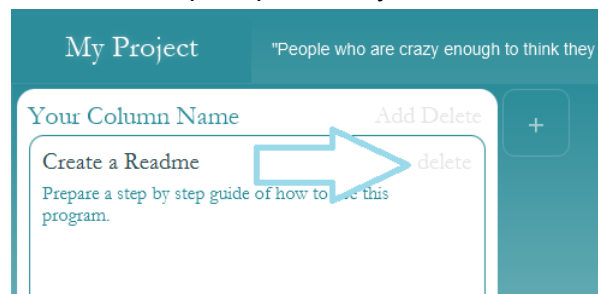 My Project
"People who are crazy enough to think they
Your Column Name
Add Delete
+
Create a Readme
delete
Prepare a step by step guide of how to use this
program.